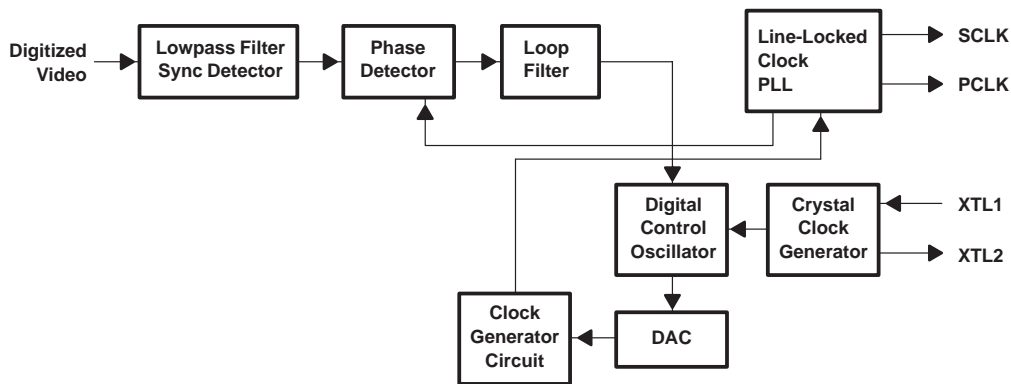 Digitized
Video
Lowpass Filter
Sync Detector
Phase
Detector
Loop
Filter
Line-Locked
Clock
PLL
SCLK
PCLK
Digital
Control
Oscillator
Crystal
Clock
Generator
XTL1
XTL2
Clock
Generator
Circuit
DAC